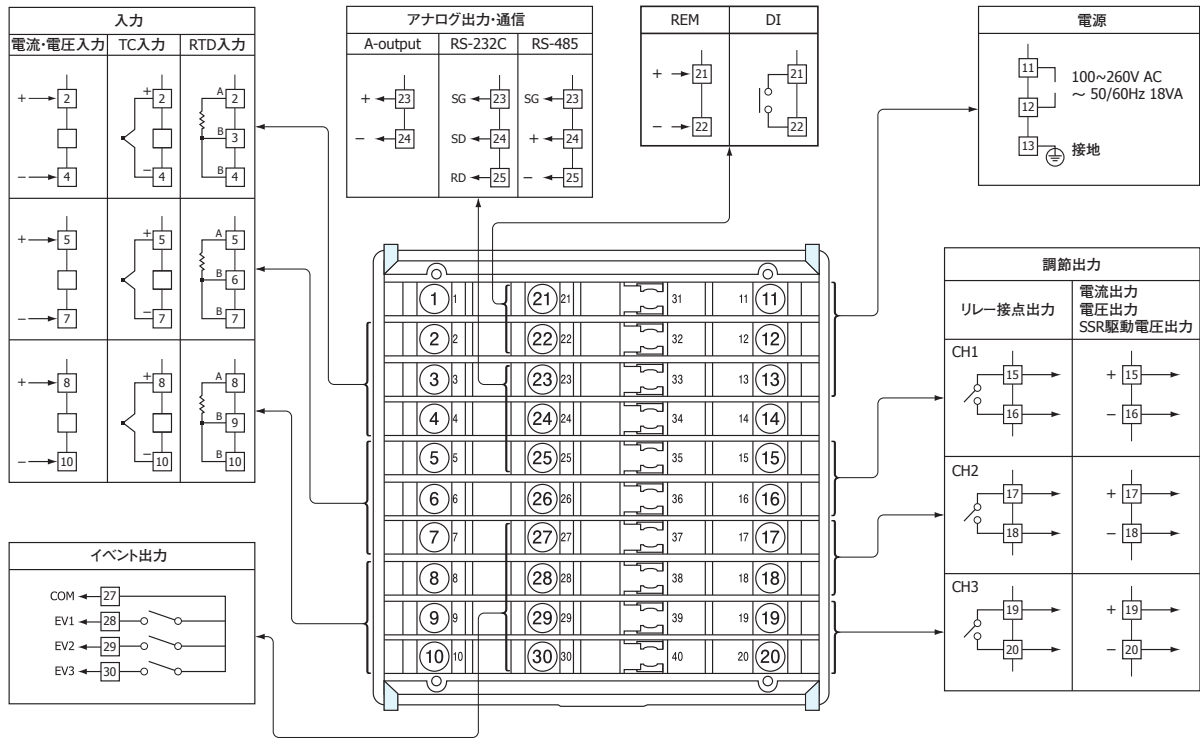 入力
電流・電圧入力 TC入力 RTD入力
+ 2 + 2 A 2
B 3
− 4 − 4 B 4
+ 5 + 5 A 5
B 6
− 7 − 7 B 7
+ 8 + 8 A 8
B 9
− 10 − 10 B 10
アナログ出力・通信
A-output RS-232C RS-485
+ 23 SG 23 SG 23
− 24 SD 24 + 24
RD 25 − 25
REM DI
+ 21 21
− 22 22
電源
11
100~260V AC
12
~ 50/60Hz 18VA
13 接地
1 1 21 21 31 11 11
2 2 22 22 32 12 12
3 3 23 23 33 13 13
4 4 24 24 34 14 14
5 5 25 25 35 15 15
6 6 26 26 36 16 16
7 7 27 27 37 17 17
8 8 28 28 38 18 18
9 9 29 29 39 19 19
10 10 30 30 40 20 20
調節出力
リレー接点出力
電流出力
電圧出力
SSR駆動電圧出力
CH1
15 + 15
16 − 16
CH2
17 + 17
18 − 18
CH3
19 + 19
20 − 20
イベント出力
COM 27
EV1 28
EV2 29
EV3 30